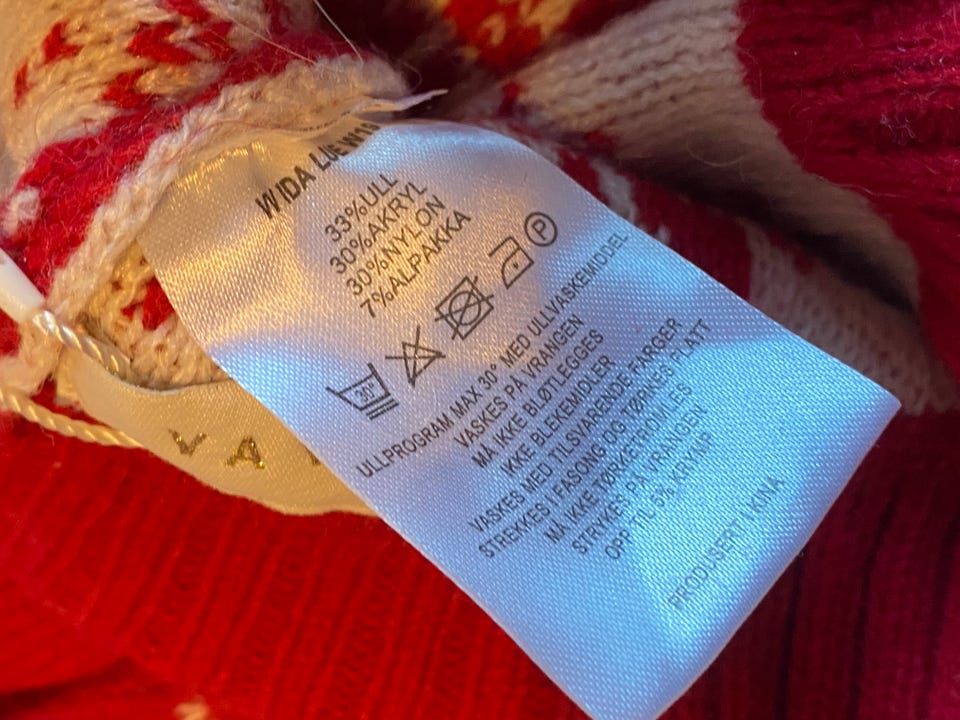 WIDA LUE W18
33%ULL
30%AKRYL
30%NYLON
7%ALPAKKA
30°
P
ULLPROGRAM MAX 30° MED ULLVASKEMIDDEL
VASKES PÅ VRANGEN
MÅ IKKE BLØTLEGGES
IKKE BLEKEMIDLER
VASKES MED TILSVARENDE FARGER
STREKKES I FASONG OG TØRKES FLATT
MÅ IKKE TØRKETROMLES
STRYKES PÅ VRANGEN
OPP TIL 5% KRYMP
PRODUSERT I KINA